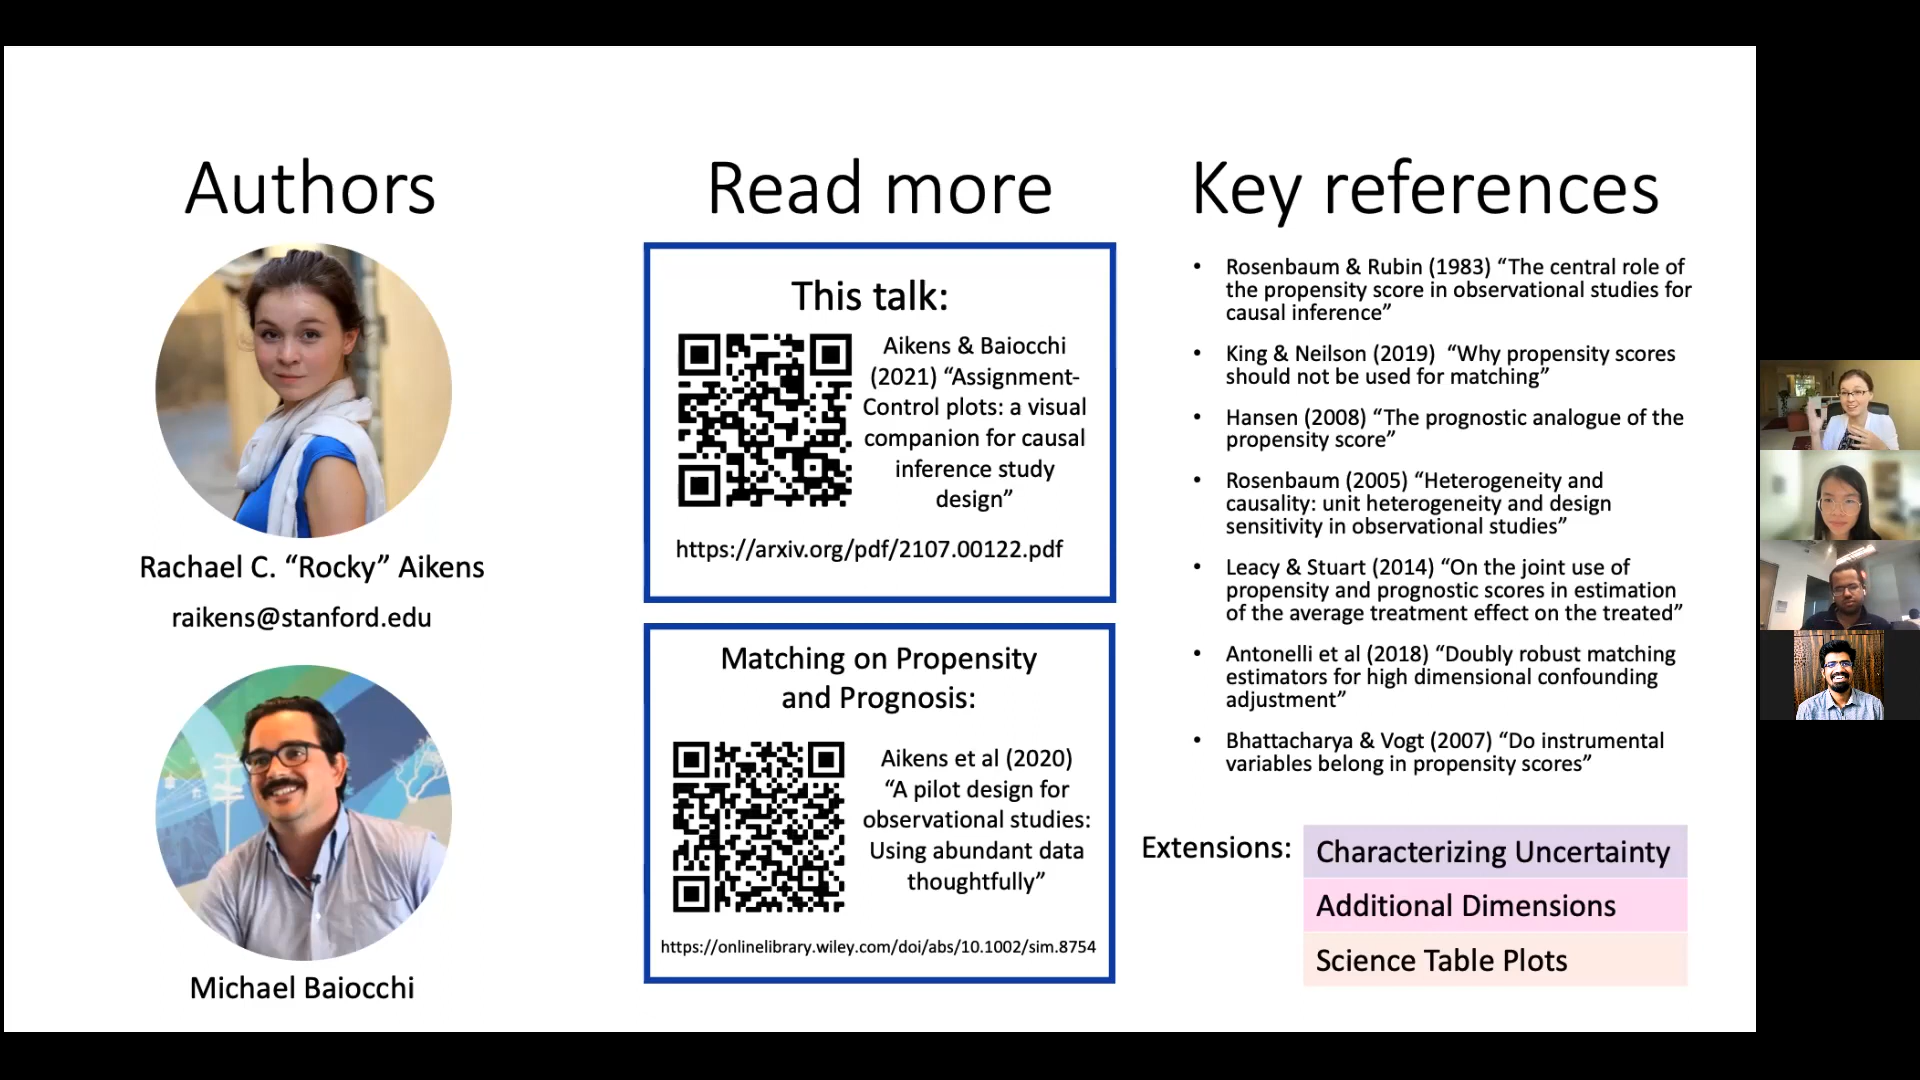 Authors
Rachael C. “Rocky” Aikens
raikens@stanford.edu
Michael Baiocchi
Read more
This talk:
Aikens & Baiocchi
(2021) “Assignment-
Control plots: a visual
companion for causal
inference study
design”
https://arxiv.org/pdf/2107.00122.pdf
Matching on Propensity
and Prognosis:
Aikens et al (2020)
“A pilot design for
observational studies:
Using abundant data
thoughtfully”
https://onlinelibrary.wiley.com/doi/abs/10.1002/sim.8754
Key references
• Rosenbaum & Rubin (1983) “The central role of
the propensity score in observational studies for
causal inference”
• King & Neilson (2019) “Why propensity scores
should not be used for matching”
• Hansen (2008) “The prognostic analogue of the
propensity score”
• Rosenbaum (2005) “Heterogeneity and
causality: unit heterogeneity and design
sensitivity in observational studies”
• Leacy & Stuart (2014) “On the joint use of
propensity and prognostic scores in estimation
of the average treatment effect on the treated”
• Antonelli et al (2018) “Doubly robust matching
estimators for high dimensional confounding
adjustment”
• Bhattacharya & Vogt (2007) “Do instrumental
variables belong in propensity scores”
Extensions:
Characterizing Uncertainty
Additional Dimensions
Science Table Plots